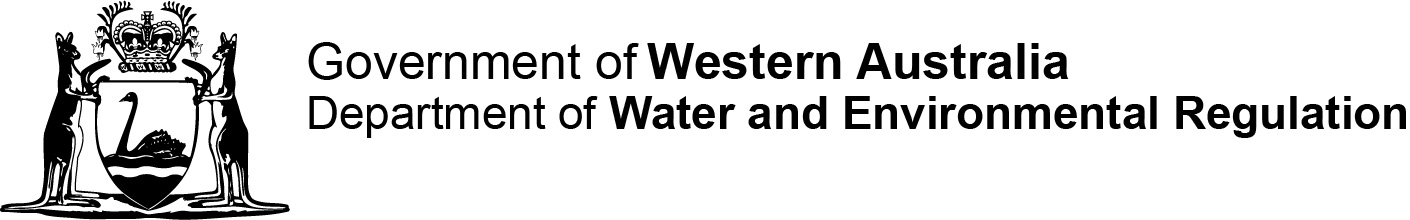 Government of Western Australia
Department of Water and Environmental Regulation